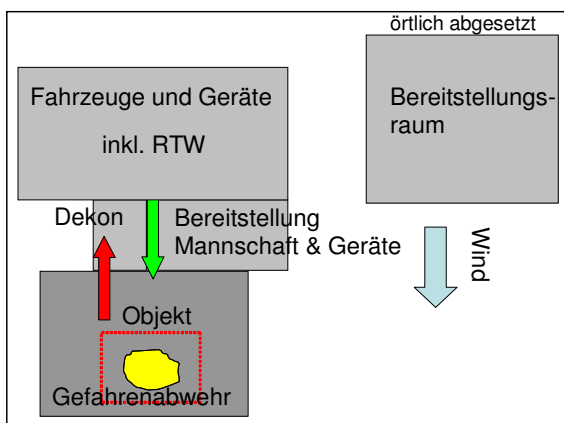 örtlich abgesetzt
Fahrzeuge und Geräte
inkl. RTW
Bereitstellungs-
raum
Dekon
Bereitstellung
Mannschaft & Geräte
Wind
Objekt
Gefahrenabwehr